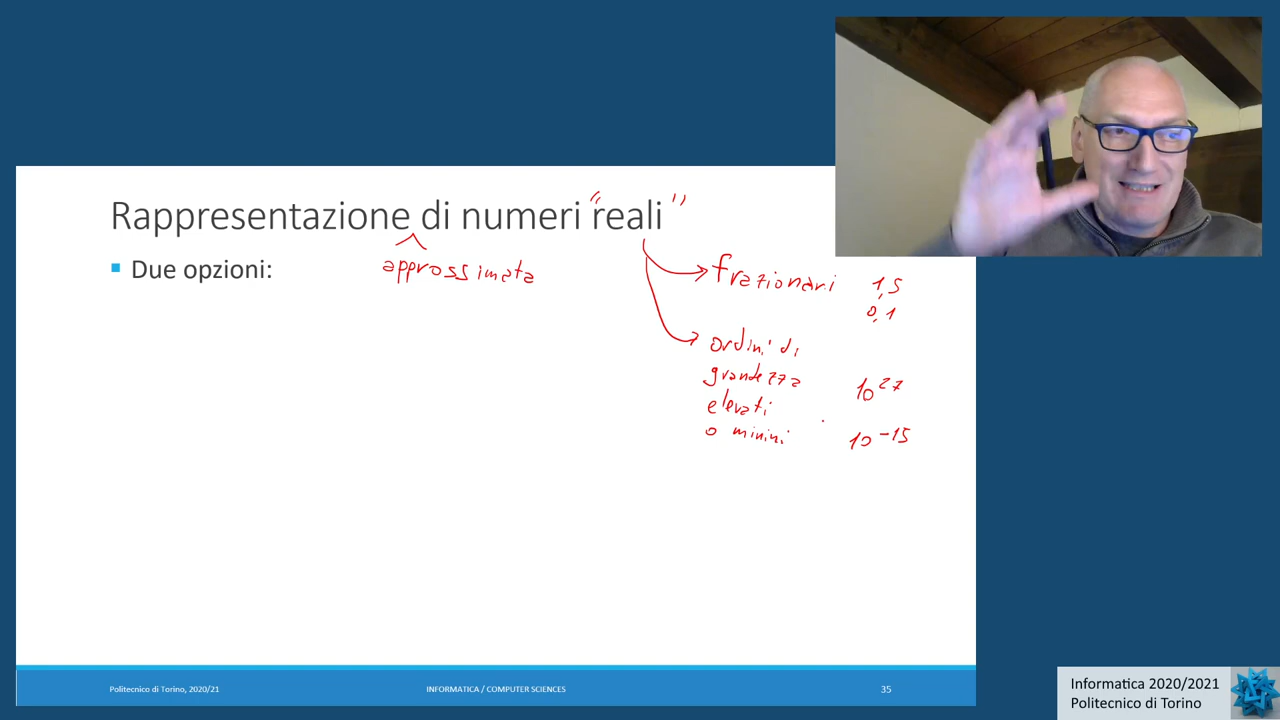 Rappresentazione di numeri "reali"
Due opzioni:
approssimata
frazionari 1,5
0,1
ordini di
grandezza
elevati 10^27
o minimi 10^-15
Politecnico di Torino, 2020/21
INFORMATICA / COMPUTER SCIENCES
35
Informatica 2020/2021
Politecnico di Torino